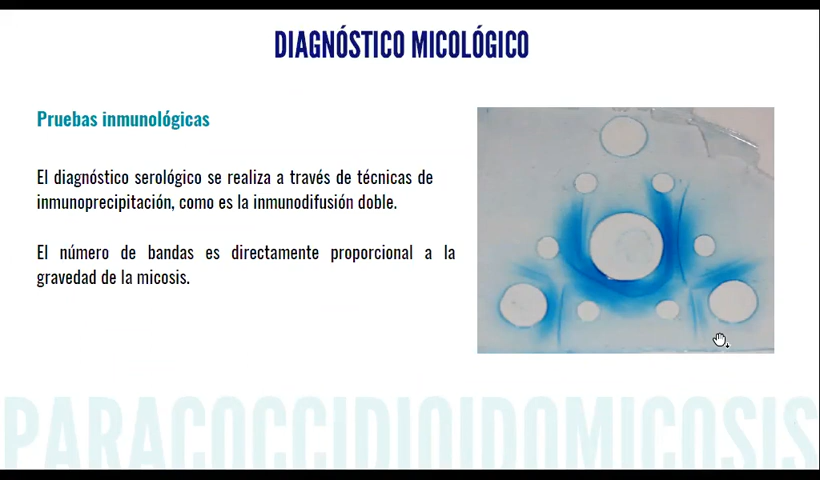 DIAGNÓSTICO MICOLÓGICO
Pruebas inmunológicas
El diagnóstico serológico se realiza a través de técnicas de
inmunoprecipitación, como es la inmunodifusión doble.
El número de bandas es directamente proporcional a la
gravedad de la micosis.
PARACOCCIDIOIDOMICOSIS